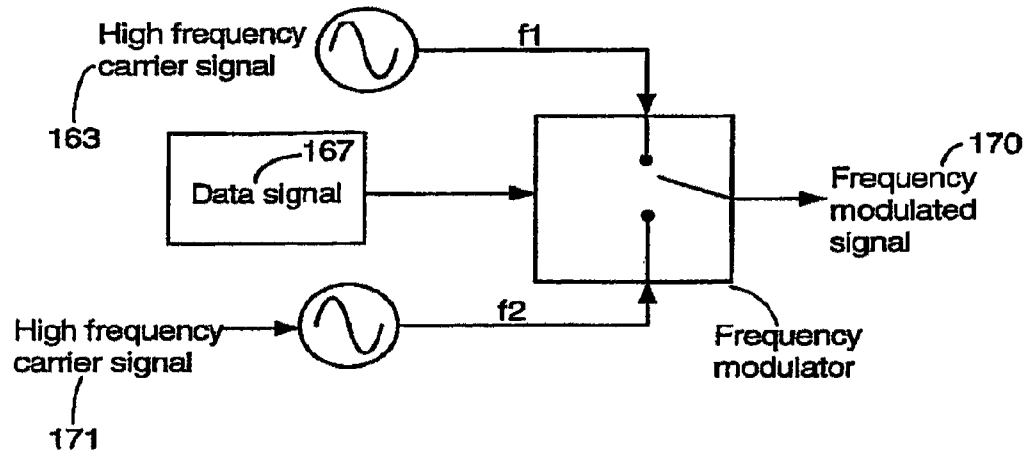 High frequency
carrier signal
163
f1
167
Data signal
170
Frequency
modulated
signal
f2
High frequency
carrier signal
171
Frequency
modulator